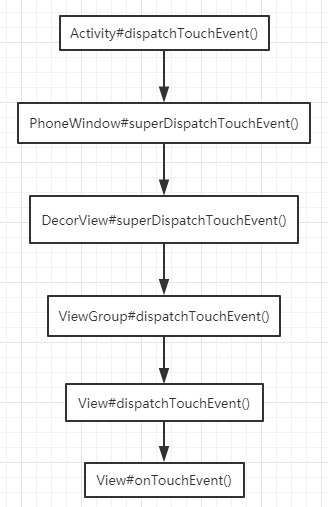 Activity#dispatchTouchEvent()
PhoneWindow#superDispatchTouchEvent()
DecorView#superDispatchTouchEvent()
ViewGroup#dispatchTouchEvent()
View#dispatchTouchEvent()
View#onTouchEvent()